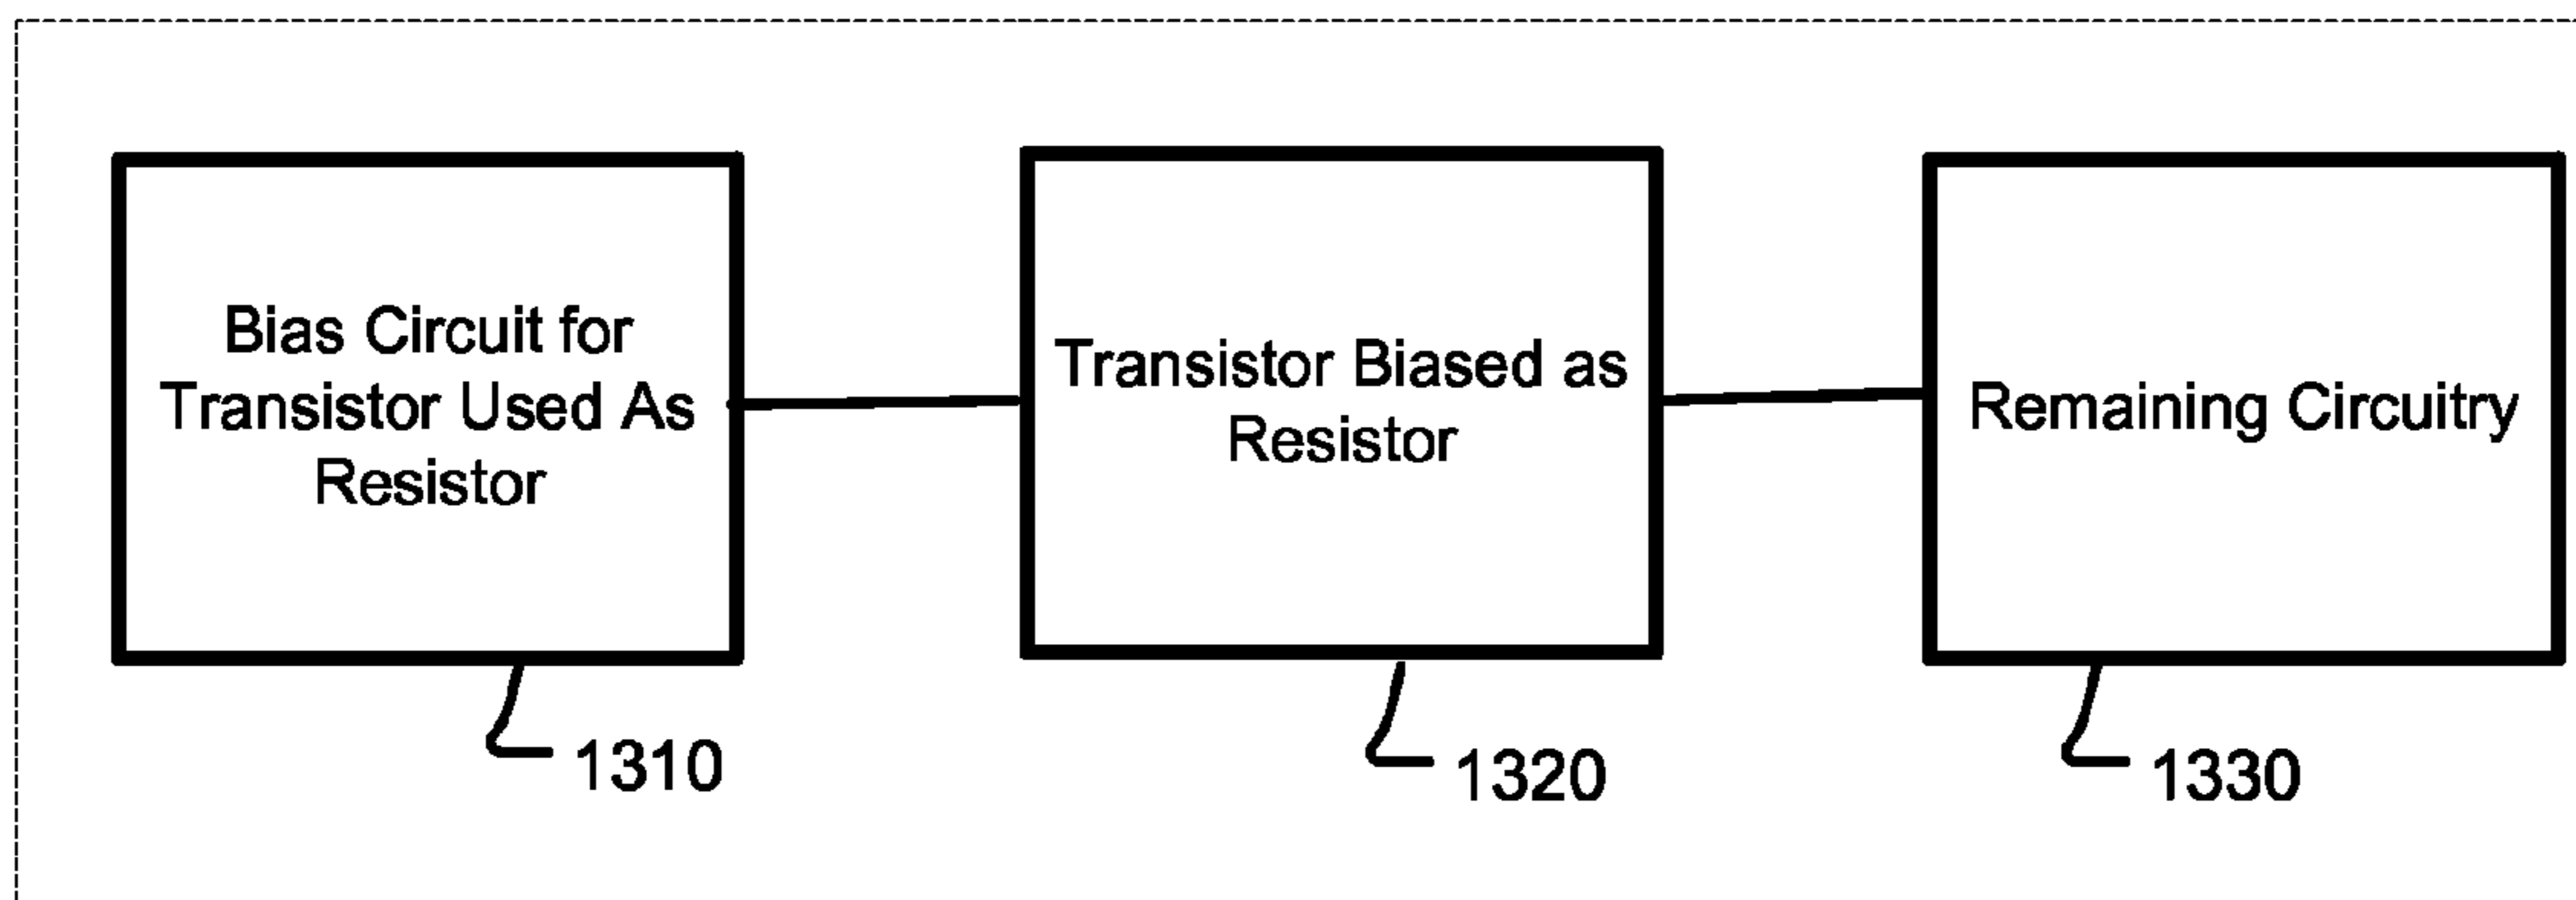 Bias Circuit for
Transistor Used As
Resistor
Transistor Biased as
Resistor
Remaining Circuitry
1310
1320
1330